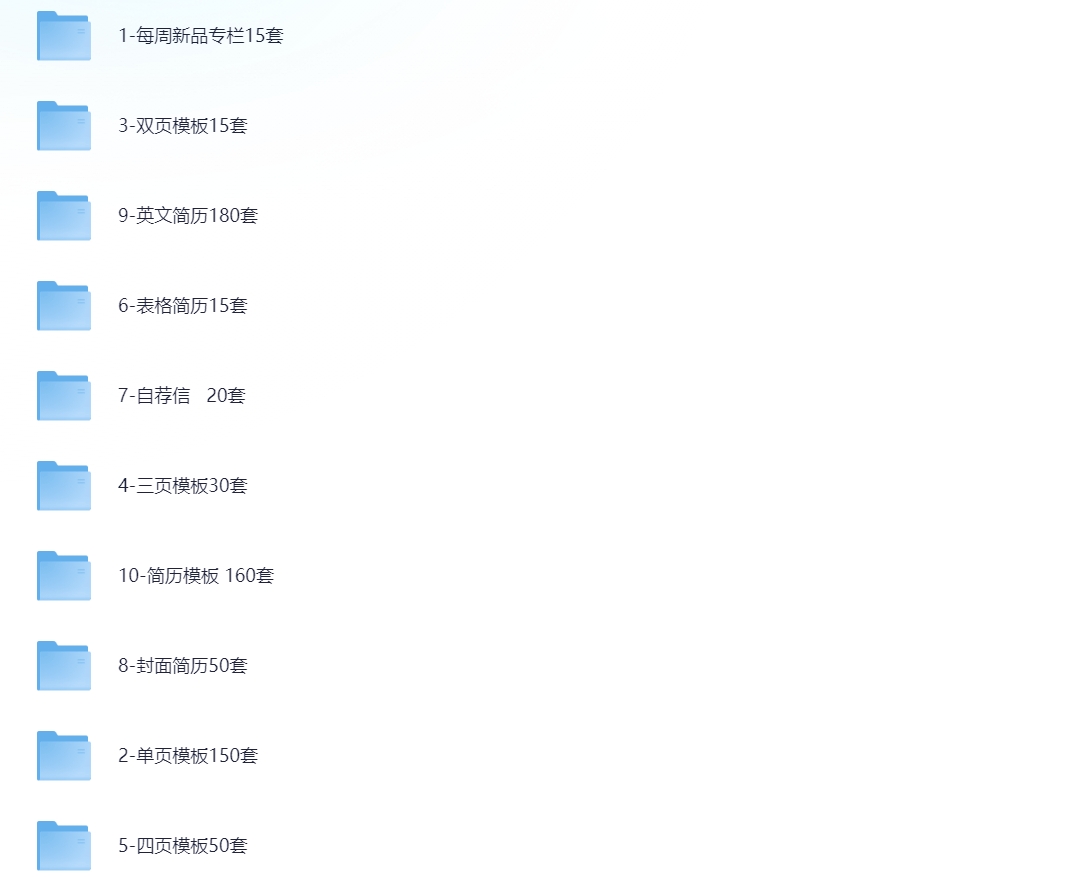 1-每周新品专栏15套
3-双页模板15套
9-英文简历180套
6-表格简历15套
7-自荐信   20套
4-三页模板30套
10-简历模板 160套
8-封面简历50套
2-单页模板150套
5-四页模板50套